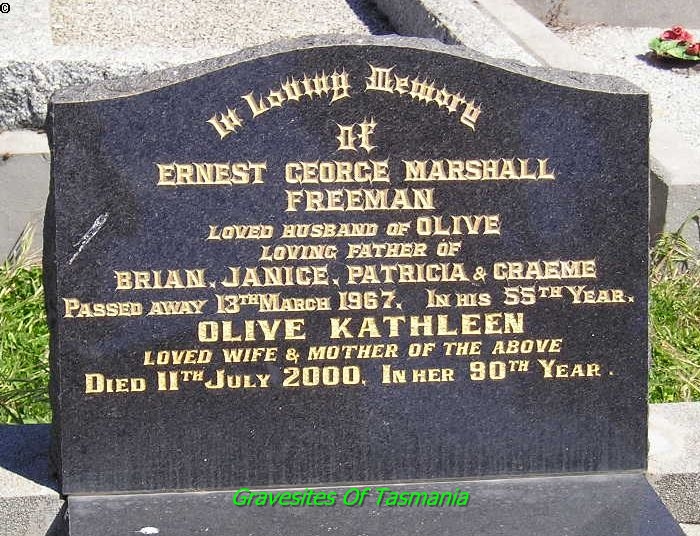 ©
In Loving Memory
OF
ERNEST GEORGE MARSHALL
FREEMAN
LOVED HUSBAND OF OLIVE
LOVING FATHER OF
BRIAN, JANICE, PATRICIA & GRAEME
PASSED AWAY 13TH MARCH 1967. IN HIS 55TH YEAR.
OLIVE KATHLEEN
LOVED WIFE & MOTHER OF THE ABOVE
DIED 11TH JULY 2000, IN HER 90TH YEAR.
Gravesites Of Tasmania